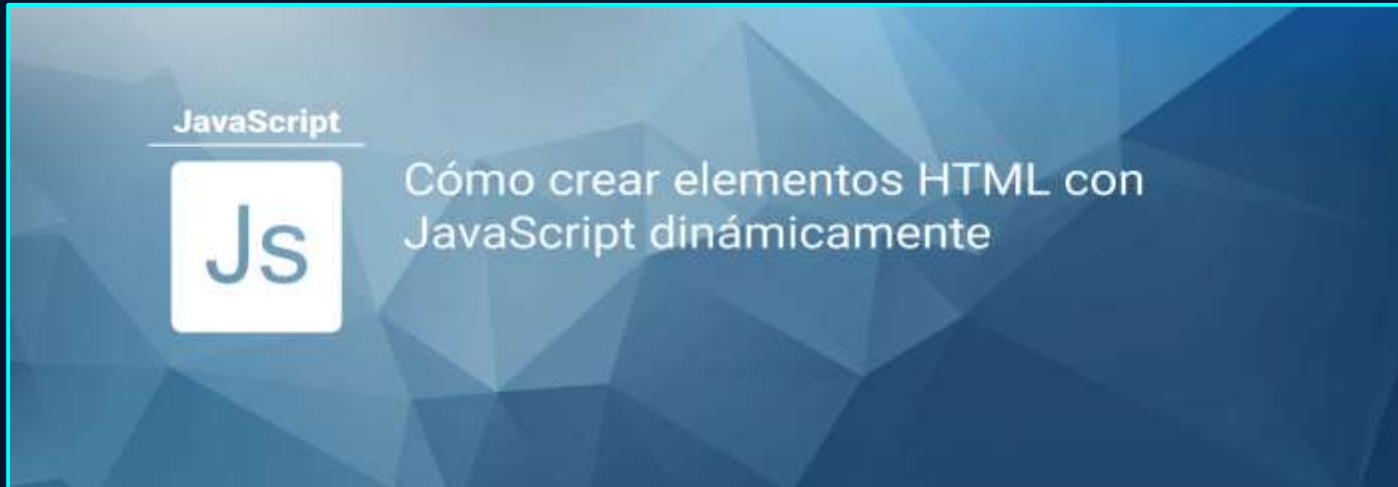 JavaScript
Js
Cómo crear elementos HTML con
JavaScript dinámicamente